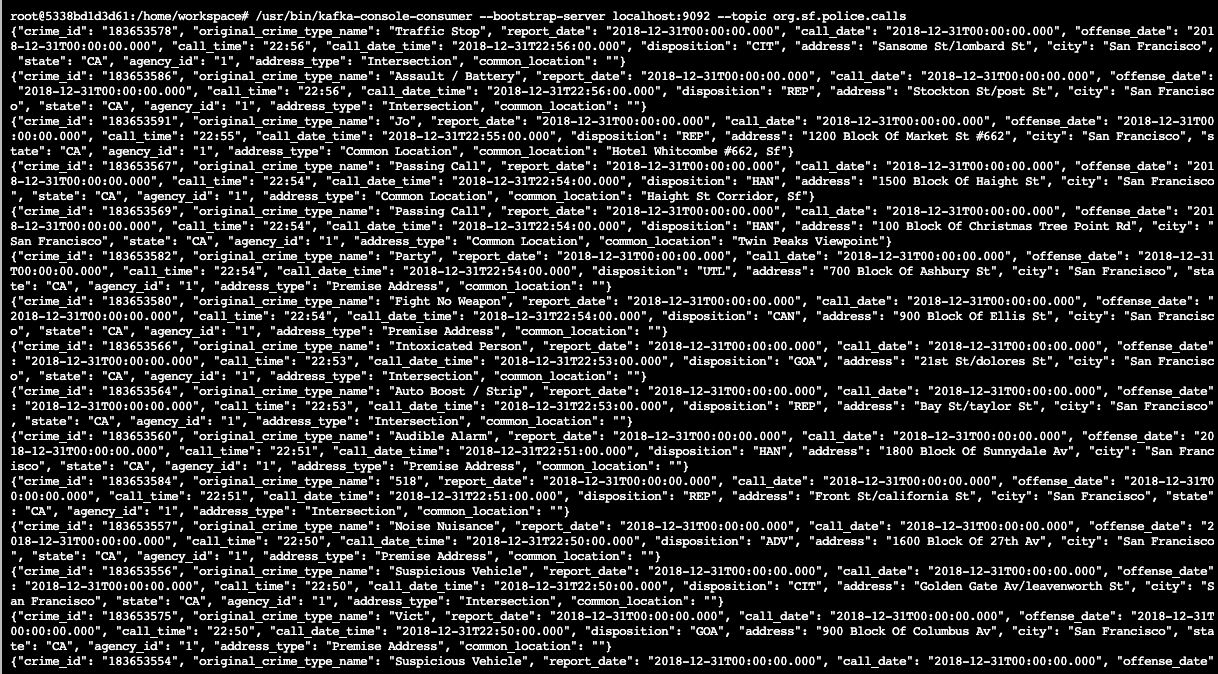 root@5338bd1d3d61:/home/workspace# /usr/bin/kafka-console-consumer --bootstrap-server localhost:9092 --topic org.sf.police.calls
{"crime_id": "183653578", "original_crime_type_name": "Traffic Stop", "report_date": "2018-12-31T00:00:00.000", "call_date": "2018-12-31T00:00:00.000", "offense_date": "201
8-12-31T00:00:00.000", "call_time": "22:56", "call_date_time": "2018-12-31T22:56:00.000", "disposition": "CIT", "address": "Sansome St/lombard St", "city": "San Francisco",
 "state": "CA", "agency_id": "1", "address_type": "Intersection", "common_location": ""}
{"crime_id": "183653586", "original_crime_type_name": "Assault / Battery", "report_date": "2018-12-31T00:00:00.000", "call_date": "2018-12-31T00:00:00.000", "offense_date":
 "2018-12-31T00:00:00.000", "call_time": "22:56", "call_date_time": "2018-12-31T22:56:00.000", "disposition": "REP", "address": "Stockton St/post St", "city": "San Francisc
o", "state": "CA", "agency_id": "1", "address_type": "Intersection", "common_location": ""}
{"crime_id": "183653591", "original_crime_type_name": "Jo", "report_date": "2018-12-31T00:00:00.000", "call_date": "2018-12-31T00:00:00.000", "offense_date": "2018-12-31T00
:00:00.000", "call_time": "22:55", "call_date_time": "2018-12-31T22:55:00.000", "disposition": "REP", "address": "1200 Block Of Market St #662", "city": "San Francisco", "s
tate": "CA", "agency_id": "1", "address_type": "Common Location", "common_location": "Hotel Whitcombe #662, Sf"}
{"crime_id": "183653567", "original_crime_type_name": "Passing Call", "report_date": "2018-12-31T00:00:00.000", "call_date": "2018-12-31T00:00:00.000", "offense_date": "201
8-12-31T00:00:00.000", "call_time": "22:54", "call_date_time": "2018-12-31T22:54:00.000", "disposition": "HAN", "address": "1500 Block Of Haight St", "city": "San Francisco
", "state": "CA", "agency_id": "1", "address_type": "Common Location", "common_location": "Haight St Corridor, Sf"}
{"crime_id": "183653569", "original_crime_type_name": "Passing Call", "report_date": "2018-12-31T00:00:00.000", "call_date": "2018-12-31T00:00:00.000", "offense_date": "201
8-12-31T00:00:00.000", "call_time": "22:54", "call_date_time": "2018-12-31T22:54:00.000", "disposition": "HAN", "address": "100 Block Of Christmas Tree Point Rd", "city": "
San Francisco", "state": "CA", "agency_id": "1", "address_type": "Common Location", "common_location": "Twin Peaks Viewpoint"}
{"crime_id": "183653582", "original_crime_type_name": "Party", "report_date": "2018-12-31T00:00:00.000", "call_date": "2018-12-31T00:00:00.000", "offense_date": "2018-12-31
T00:00:00.000", "call_time": "22:54", "call_date_time": "2018-12-31T22:54:00.000", "disposition": "UTL", "address": "700 Block Of Ashbury St", "city": "San Francisco", "sta
te": "CA", "agency_id": "1", "address_type": "Premise Address", "common_location": ""}
{"crime_id": "183653580", "original_crime_type_name": "Fight No Weapon", "report_date": "2018-12-31T00:00:00.000", "call_date": "2018-12-31T00:00:00.000", "offense_date": "
2018-12-31T00:00:00.000", "call_time": "22:54", "call_date_time": "2018-12-31T22:54:00.000", "disposition": "CAN", "address": "900 Block Of Ellis St", "city": "San Francisc
o", "state": "CA", "agency_id": "1", "address_type": "Premise Address", "common_location": ""}
{"crime_id": "183653566", "original_crime_type_name": "Intoxicated Person", "report_date": "2018-12-31T00:00:00.000", "call_date": "2018-12-31T00:00:00.000", "offense_date"
: "2018-12-31T00:00:00.000", "call_time": "22:53", "call_date_time": "2018-12-31T22:53:00.000", "disposition": "GOA", "address": "21st St/dolores St", "city": "San Francisc
o", "state": "CA", "agency_id": "1", "address_type": "Intersection", "common_location": ""}
{"crime_id": "183653564", "original_crime_type_name": "Auto Boost / Strip", "report_date": "2018-12-31T00:00:00.000", "call_date": "2018-12-31T00:00:00.000", "offense_date"
: "2018-12-31T00:00:00.000", "call_time": "22:53", "call_date_time": "2018-12-31T22:53:00.000", "disposition": "REP", "address": "Bay St/taylor St", "city": "San Francisco"
, "state": "CA", "agency_id": "1", "address_type": "Intersection", "common_location": ""}
{"crime_id": "183653560", "original_crime_type_name": "Audible Alarm", "report_date": "2018-12-31T00:00:00.000", "call_date": "2018-12-31T00:00:00.000", "offense_date": "20
18-12-31T00:00:00.000", "call_time": "22:51", "call_date_time": "2018-12-31T22:51:00.000", "disposition": "HAN", "address": "1800 Block Of Sunnydale Av", "city": "San Franc
isco", "state": "CA", "agency_id": "1", "address_type": "Premise Address", "common_location": ""}
{"crime_id": "183653584", "original_crime_type_name": "518", "report_date": "2018-12-31T00:00:00.000", "call_date": "2018-12-31T00:00:00.000", "offense_date": "2018-12-31T0
0:00:00.000", "call_time": "22:51", "call_date_time": "2018-12-31T22:51:00.000", "disposition": "REP", "address": "Front St/california St", "city": "San Francisco", "state"
: "CA", "agency_id": "1", "address_type": "Intersection", "common_location": ""}
{"crime_id": "183653557", "original_crime_type_name": "Noise Nuisance", "report_date": "2018-12-31T00:00:00.000", "call_date": "2018-12-31T00:00:00.000", "offense_date": "2
018-12-31T00:00:00.000", "call_time": "22:50", "call_date_time": "2018-12-31T22:50:00.000", "disposition": "ADV", "address": "1600 Block Of 27th Av", "city": "San Francisco
", "state": "CA", "agency_id": "1", "address_type": "Premise Address", "common_location": ""}
{"crime_id": "183653556", "original_crime_type_name": "Suspicious Vehicle", "report_date": "2018-12-31T00:00:00.000", "call_date": "2018-12-31T00:00:00.000", "offense_date"
: "2018-12-31T00:00:00.000", "call_time": "22:50", "call_date_time": "2018-12-31T22:50:00.000", "disposition": "CIT", "address": "Golden Gate Av/leavenworth St", "city": "S
an Francisco", "state": "CA", "agency_id": "1", "address_type": "Intersection", "common_location": ""}
{"crime_id": "183653575", "original_crime_type_name": "Vict", "report_date": "2018-12-31T00:00:00.000", "call_date": "2018-12-31T00:00:00.000", "offense_date": "2018-12-31T
00:00:00.000", "call_time": "22:50", "call_date_time": "2018-12-31T22:50:00.000", "disposition": "GOA", "address": "900 Block Of Columbus Av", "city": "San Francisco", "sta
te": "CA", "agency_id": "1", "address_type": "Premise Address", "common_location": ""}
{"crime_id": "183653554", "original_crime_type_name": "Suspicious Vehicle", "report_date": "2018-12-31T00:00:00.000", "call_date": "2018-12-31T00:00:00.000", "offense_date"